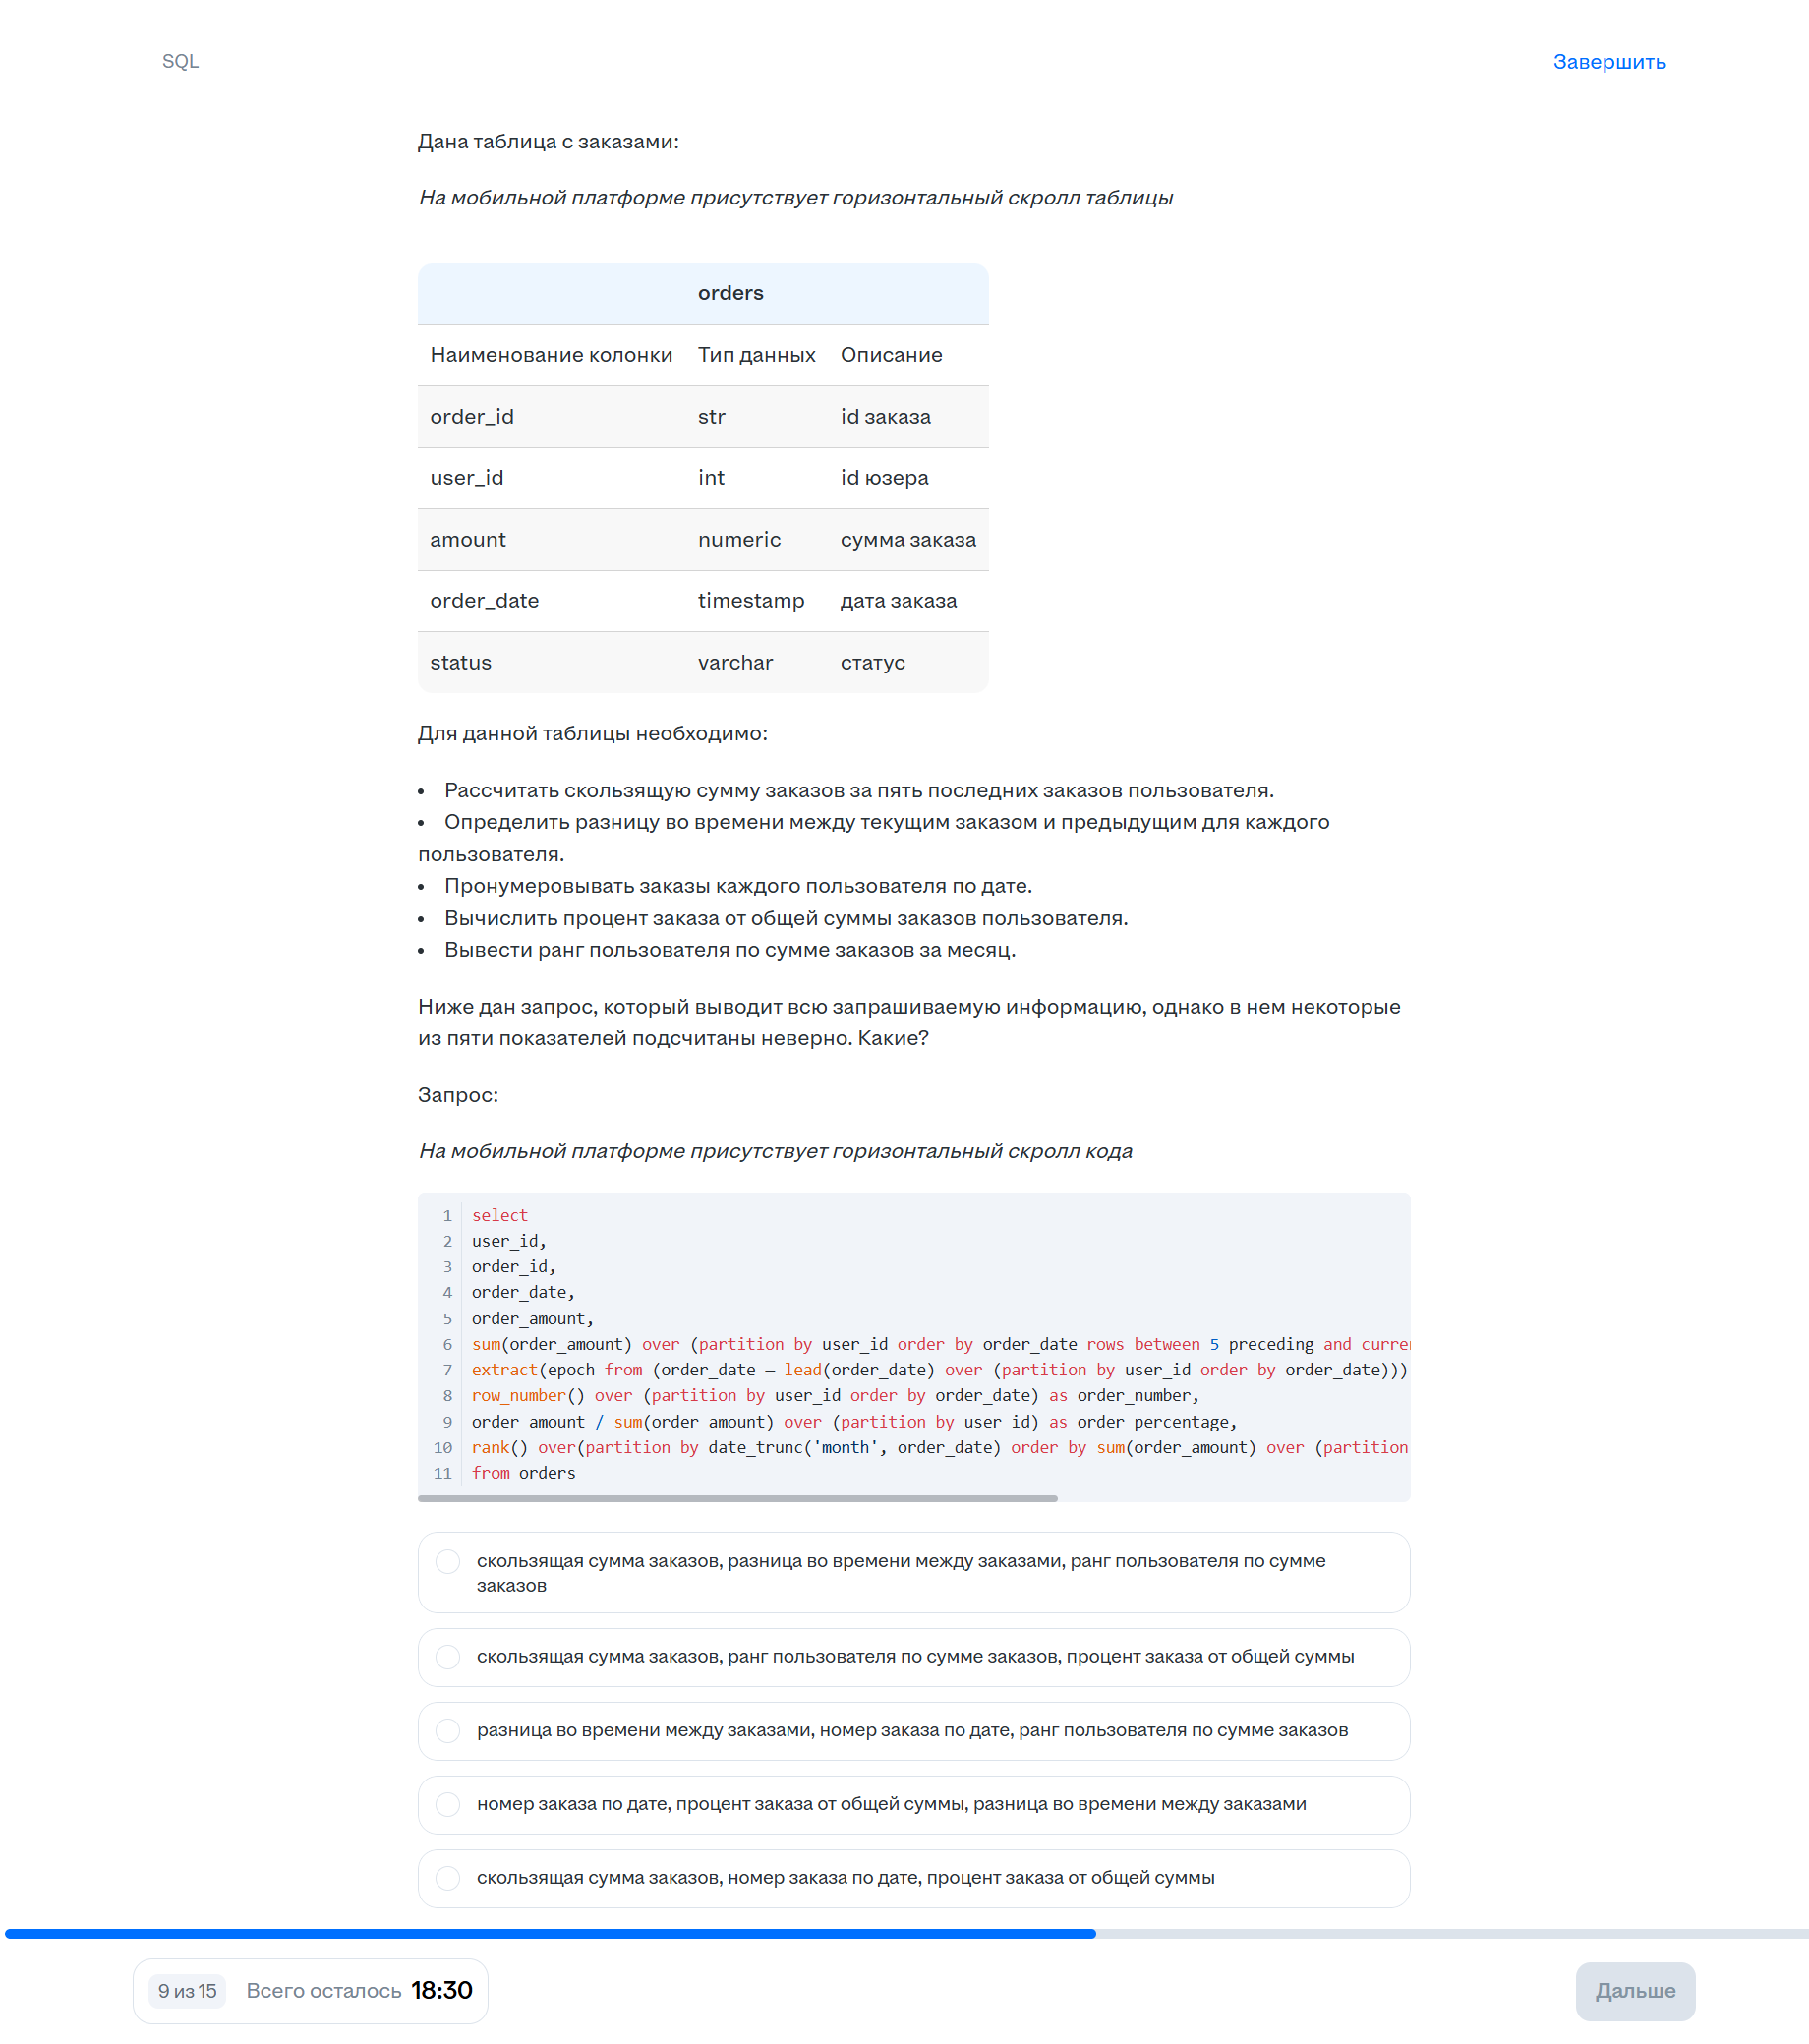 SQL
Завершить
Дана таблица с заказами:
На мобильной платформе присутствует горизонтальный скролл таблицы
orders
Наименование колонки Тип данных Описание
order_id str id заказа
user_id int id юзера
amount numeric сумма заказа
order_date timestamp дата заказа
status varchar статус
Для данной таблицы необходимо:
• Рассчитать скользящую сумму заказов за пять последних заказов пользователя.
• Определить разницу во времени между текущим заказом и предыдущим для каждого
пользователя.
• Пронумеровывать заказы каждого пользователя по дате.
• Вычислить процент заказа от общей суммы заказов пользователя.
• Вывести ранг пользователя по сумме заказов за месяц.
Ниже дан запрос, который выводит всю запрашиваемую информацию, однако в нем некоторые
из пяти показателей подсчитаны неверно. Какие?
Запрос:
На мобильной платформе присутствует горизонтальный скролл кода
1 select
2 user_id,
3 order_id,
4 order_date,
5 order_amount,
6 sum(order_amount) over (partition by user_id order by order_date rows between 5 preceding and curre
7 extract(epoch from (order_date — lead(order_date) over (partition by user_id order by order_date)))
8 row_number() over (partition by user_id order by order_date) as order_number,
9 order_amount / sum(order_amount) over (partition by user_id) as order_percentage,
10 rank() over(partition by date_trunc('month', order_date) order by sum(order_amount) over (partition
11 from orders
скользящая сумма заказов, разница во времени между заказами, ранг пользователя по сумме
заказов
скользящая сумма заказов, ранг пользователя по сумме заказов, процент заказа от общей суммы
разница во времени между заказами, номер заказа по дате, ранг пользователя по сумме заказов
номер заказа по дате, процент заказа от общей суммы, разница во времени между заказами
скользящая сумма заказов, номер заказа по дате, процент заказа от общей суммы
9 из 15 Всего осталось 18:30
Дальше